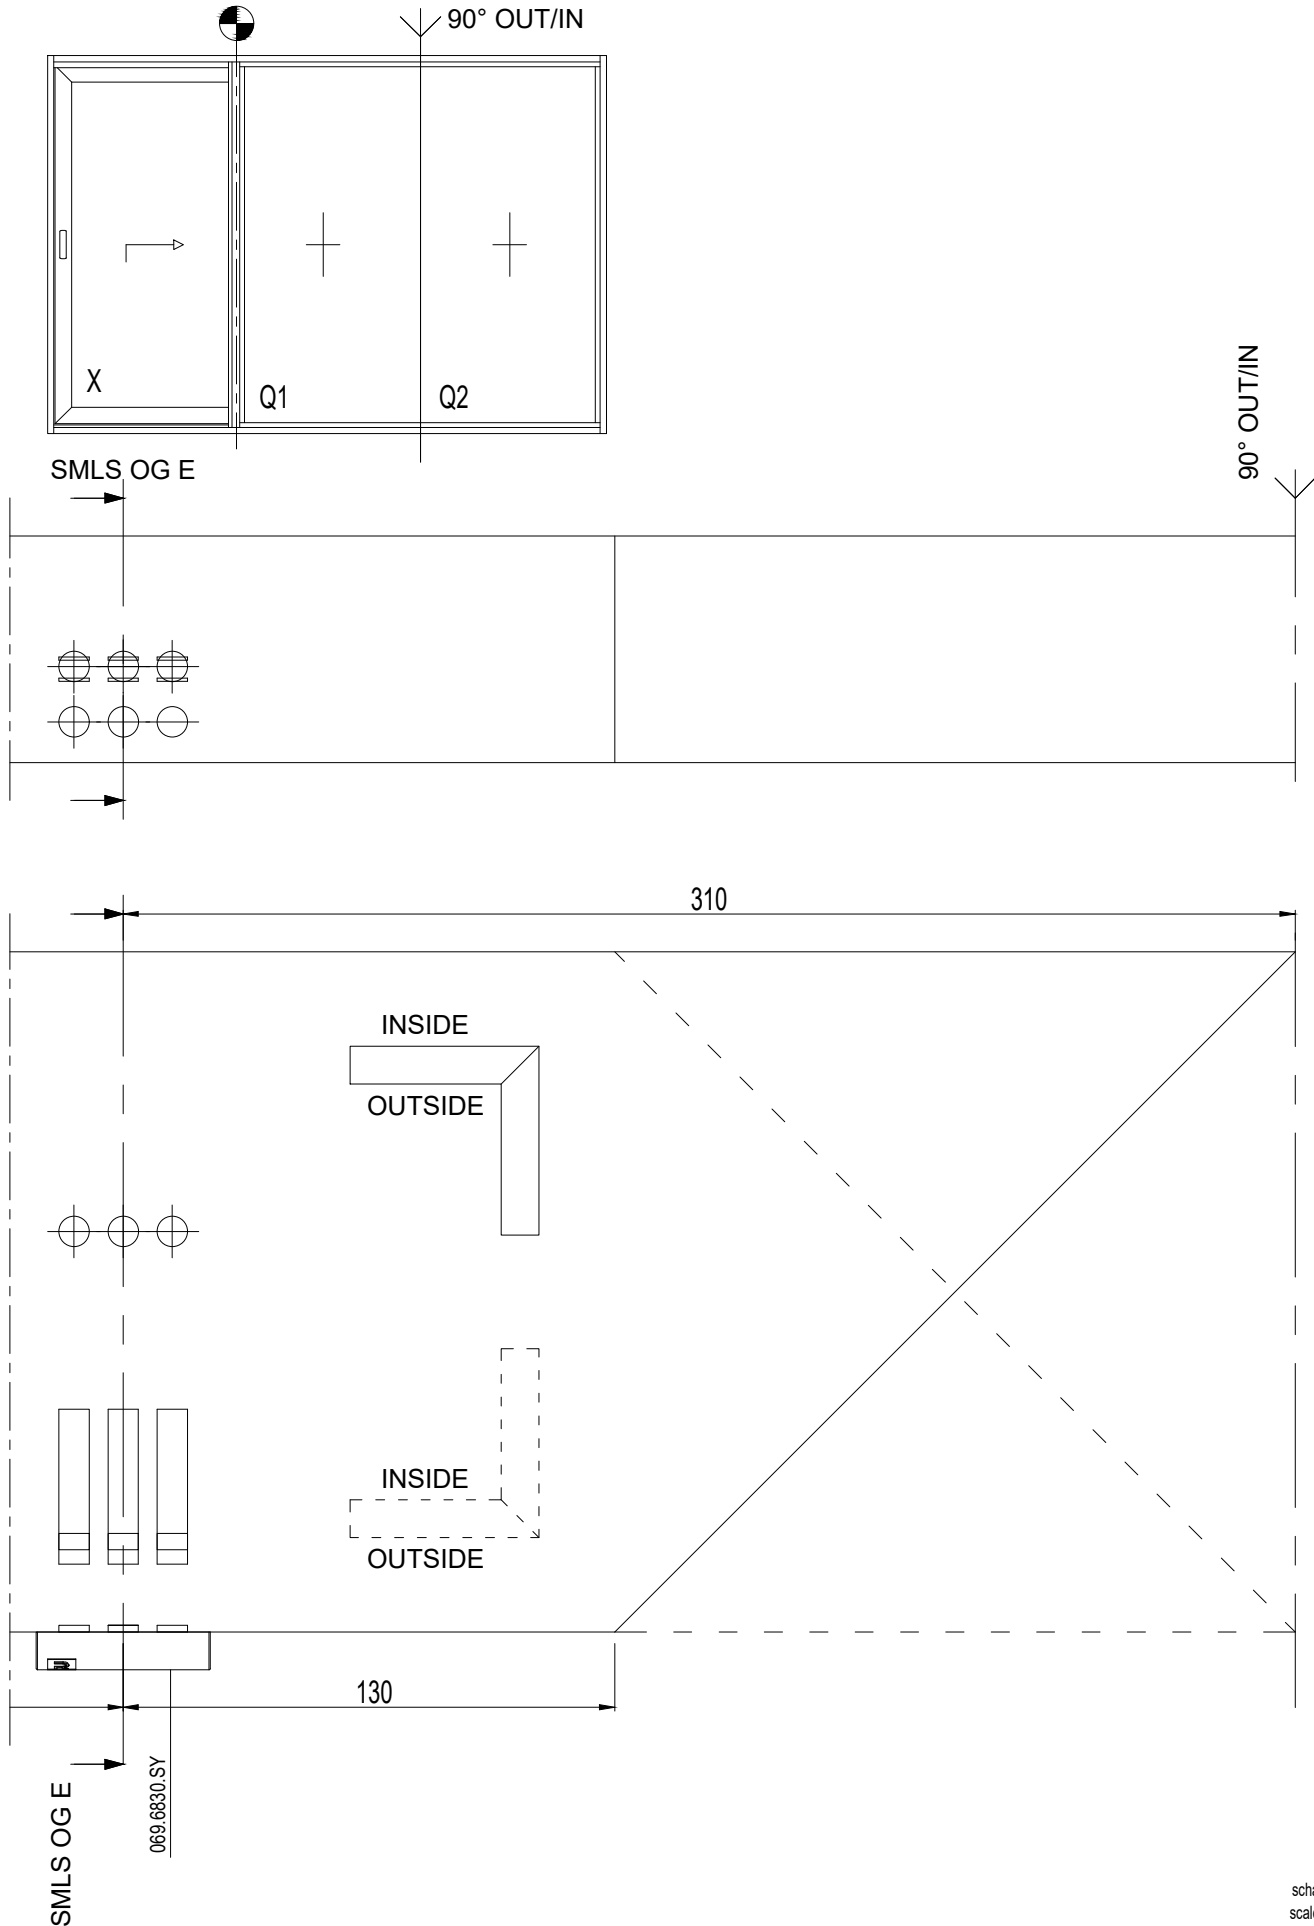 90° OUT/IN
X
Q1
Q2
SMLS OG E
90° OUT/IN
310
INSIDE
OUTSIDE
INSIDE
OUTSIDE
130
069.6830.SY
SMLS OG E